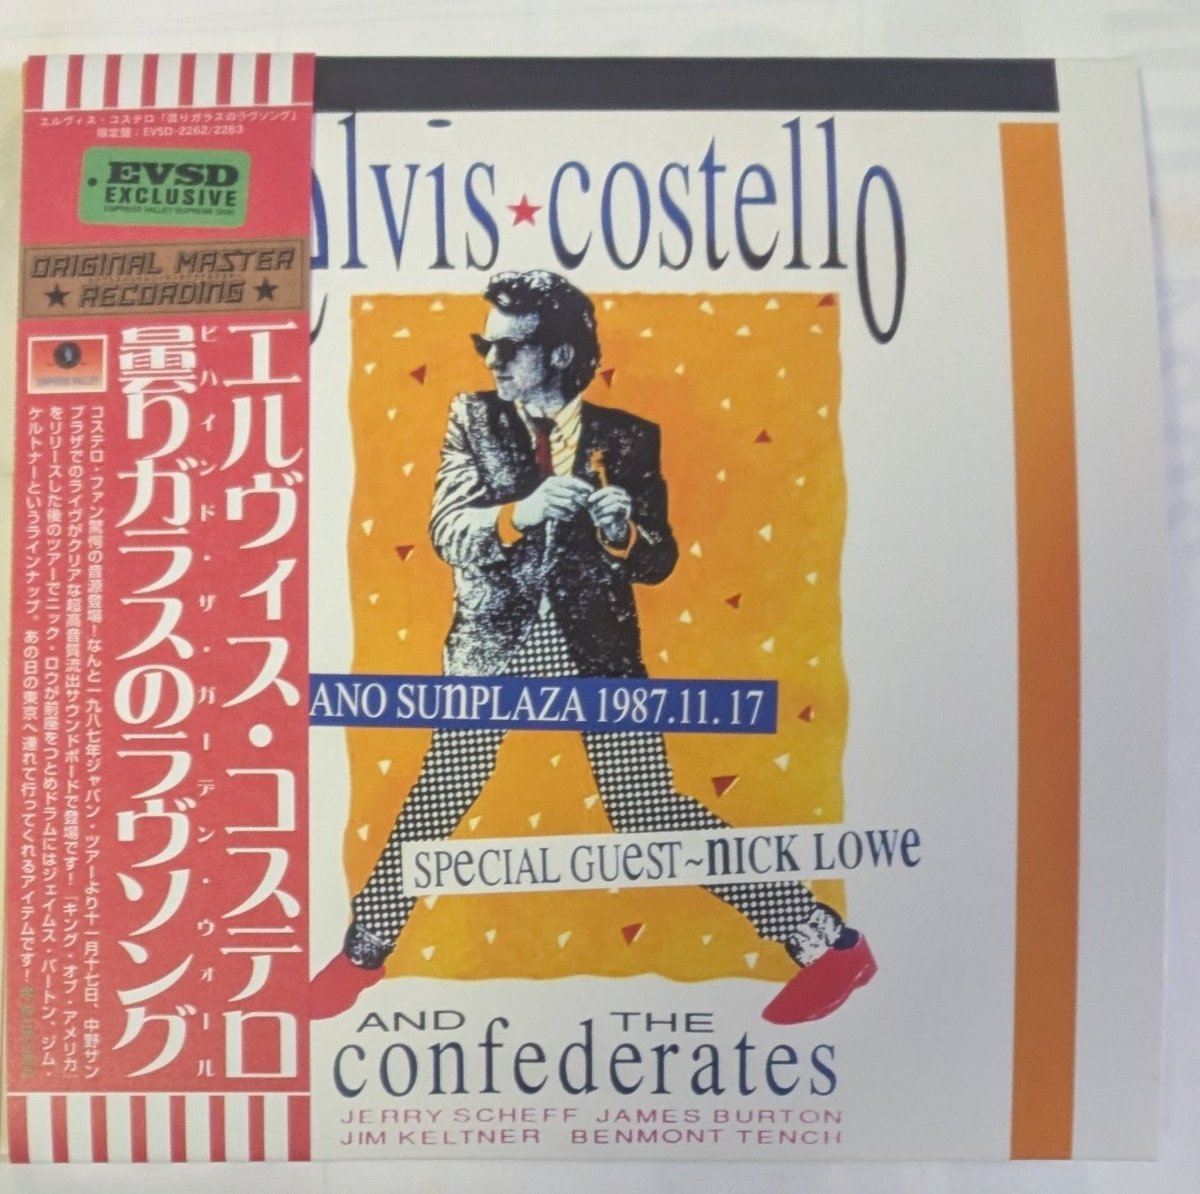 エルヴィス・コステロ「曇りガラスのラヴソング」
限定盤：EVSD-2262/2283
EVSD
EXCLUSIVE
EMPRESS VALLEY SUPREME DISK
ORIGINAL MASTER
★ RECORDING ★
エルヴィス・コステロ
ビハインド・ザ・ガーデン・ウォール
曇りガラスのラヴソング
EMPRESS VALLEY
コステロ・ファン驚愕の音源登場！なんと一九八七年ジャパン・ツアーより十一月十七日、中野サン
プラザでのライヴがクリアな超高音質流出サウンドボードで登場です！「キング・オブ・アメリカ」
をリリースした後のツアーでニック・ロウが前座をつとめドラムにはジェイムス・バートン、ジム・
ケルトナーというラインナップ。あの日の東京へ連れて行ってくれるアイテムです！
elvis★costello
ANO SUNPLAZA 1987.11.17
SPECIAL GUEST~NICK LOWE
AND THE
confederates
JERRY SCHEFF JAMES BURTON
JIM KELTNER BENMONT TENCH